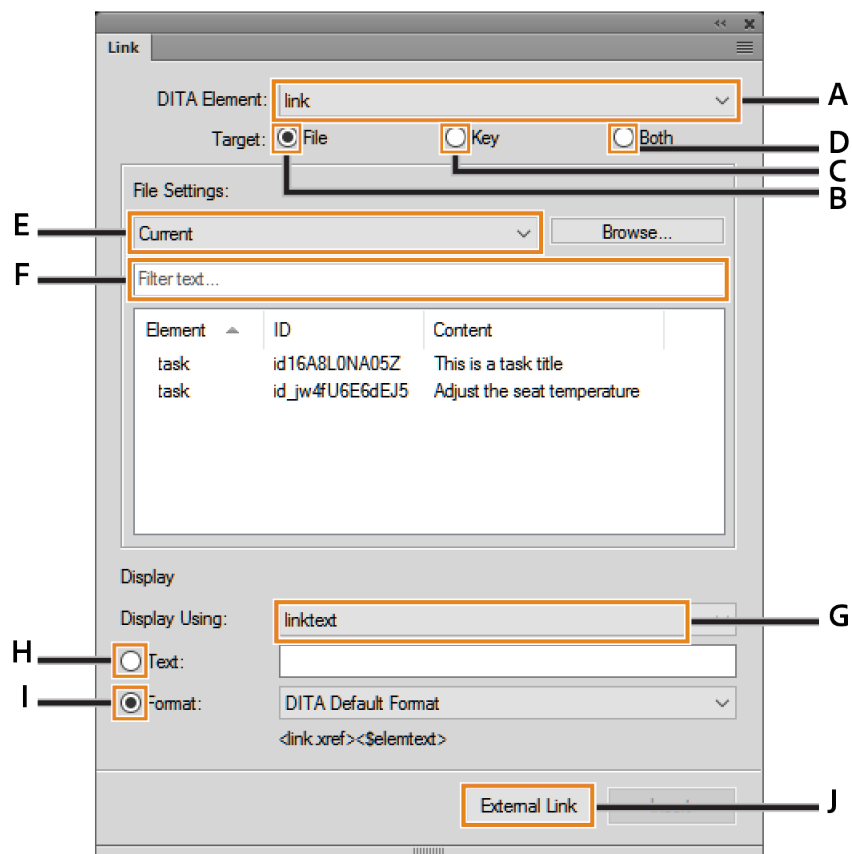 Link
DITA Element: link A
Target: File Key Both D
C
B
File Settings:
E Current Browse...
F Filter text...
Element ID Content
task id16A8L0NA05Z This is a task title
task id_jw4fU6E6dEJ5 Adjust the seat temperature
Display
Display Using: linktext G
H Text:
I Format: DITA Default Format
<link.xref><$elemtext>
External Link J